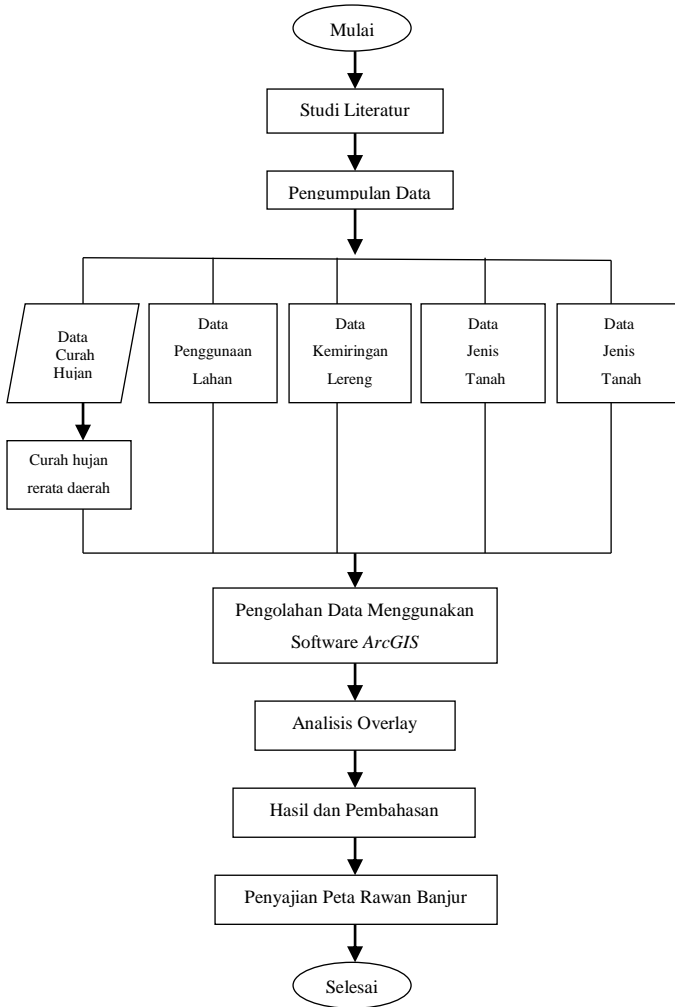 Mulai
Studi Literatur
Pengumpulan Data
Data
Curah
Hujan
Data
Penggunaan
Lahan
Data
Kemiringan
Lereng
Data
Jenis
Tanah
Data
Jenis
Tanah
Curah hujan
rerata daerah
Pengolahan Data Menggunakan
Software ArcGIS
Analisis Overlay
Hasil dan Pembahasan
Penyajian Peta Rawan Banjur
Selesai